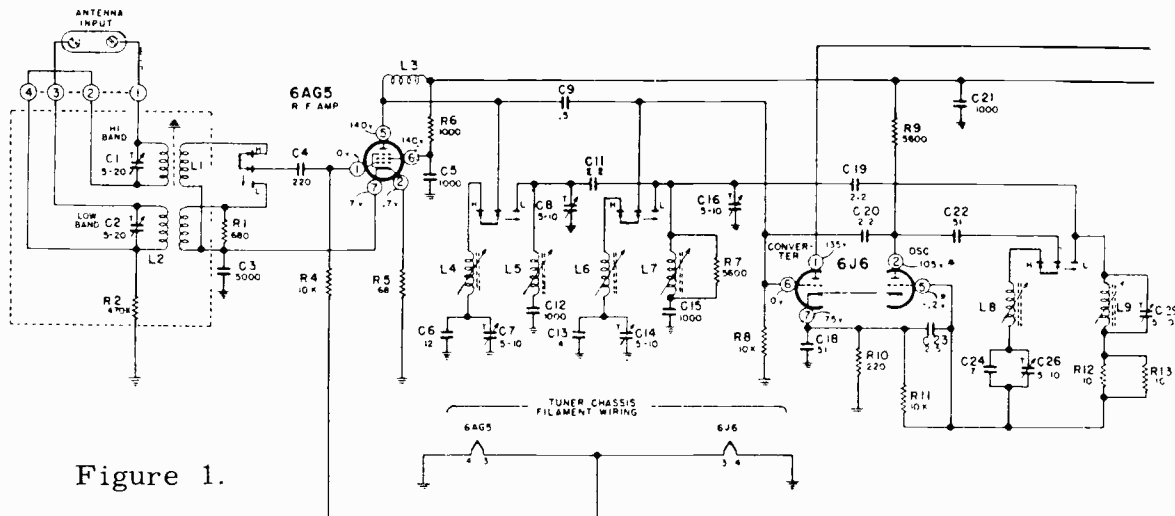 ANTENNA
INPUT
4
3
2
1
HI
BAND
C1
5-20
L1
H
L
LOW
BAND
C2
5-20
L2
R1
680
C3
5000
R2
470K
C4
220
R4
10K
6AG5
R F AMP
140V
5
0V
1
140V
6
7
2
.7V
.7V
R5
68
L3
R6
1000
C5
1000
C9
.5
H
L
L4
C6
12
T
C7
5-10
L5
C12
1000
T
C8
5-10
C11
H
L
L6
C13
4
T
C14
5-10
L7
R7
5600
C15
1000
T
C16
5-10
C19
2.2
C20
2.2
R9
5600
C21
1000
C22
51
CONVER-
TER
1
135V
6J6
OSC
2
105V *
6
0V
5
7
.75V
R8
10K
C18
51
R10
220
C23
R11
10K
H
L
L8
C24
7
T
C26
5-10
L9
T
C29
R12
10
R13
10
TUNER CHASSIS
FILAMENT WIRING
6AG5
4 3
6J6
3 4
Figure 1.